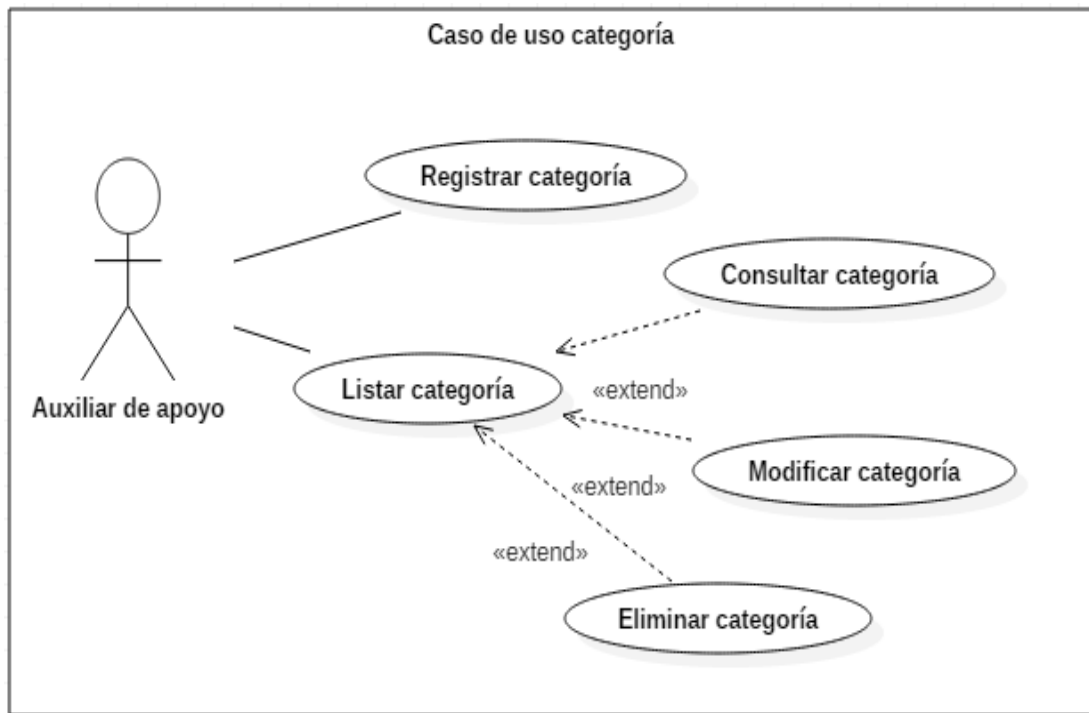 Caso de uso categoría
Registrar categoría
Consultar categoría
Listar categoría
«extend»
Auxiliar de apoyo
Modificar categoría
«extend»
«extend»
Eliminar categoría